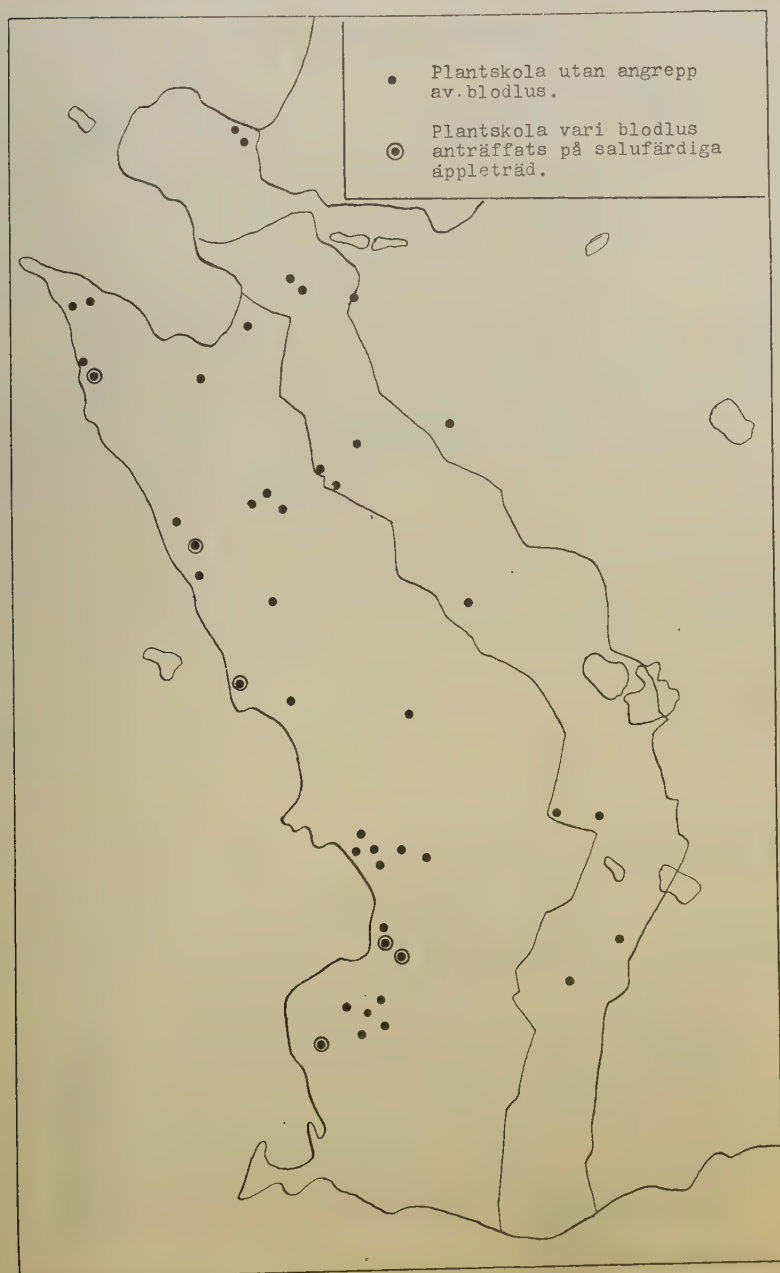 Plantskola utan angrepp
av blodlus.
Plantskola vari blodlus
anträffats på salufärdiga
äppleträd.